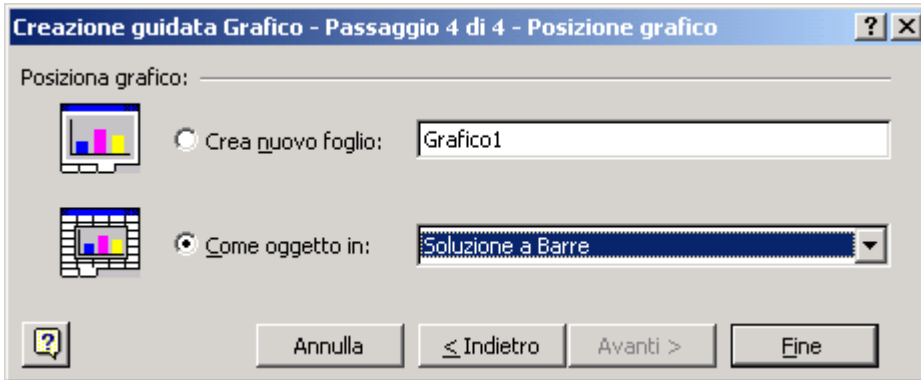 Creazione guidata Grafico - Passaggio 4 di 4 - Posizione grafico
Posiziona grafico:
Crea nuovo foglio: Grafico1
Come oggetto in: Soluzione a Barre
Annulla < Indietro Avanti > Fine